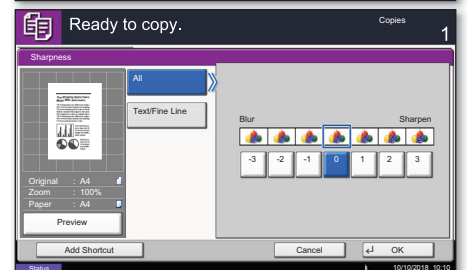 Ready to copy.
Copies
1
Sharpness
All
Text/Fine Line
Blur
Sharpen
-3 -2 -1 0 1 2 3
Original : A4
Zoom : 100%
Paper : A4
Preview
Add Shortcut
Cancel
OK
Status
10/10/2018 10:10